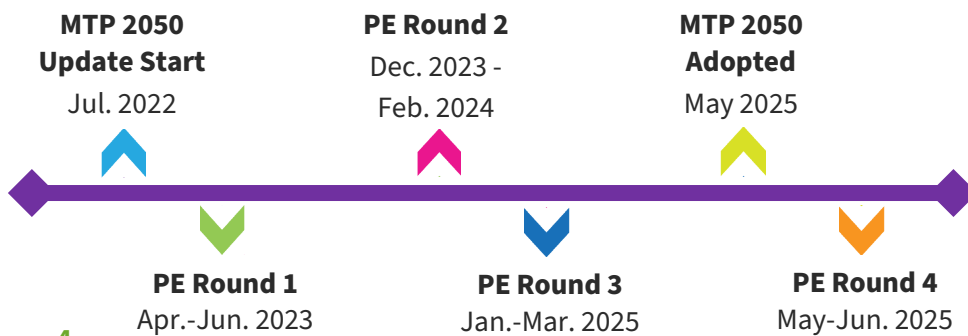 MTP 2050
Update Start
Jul. 2022
PE Round 2
Dec. 2023 -
Feb. 2024
MTP 2050
Adopted
May 2025
PE Round 1
Apr.-Jun. 2023
PE Round 3
Jan.-Mar. 2025
PE Round 4
May-Jun. 2025